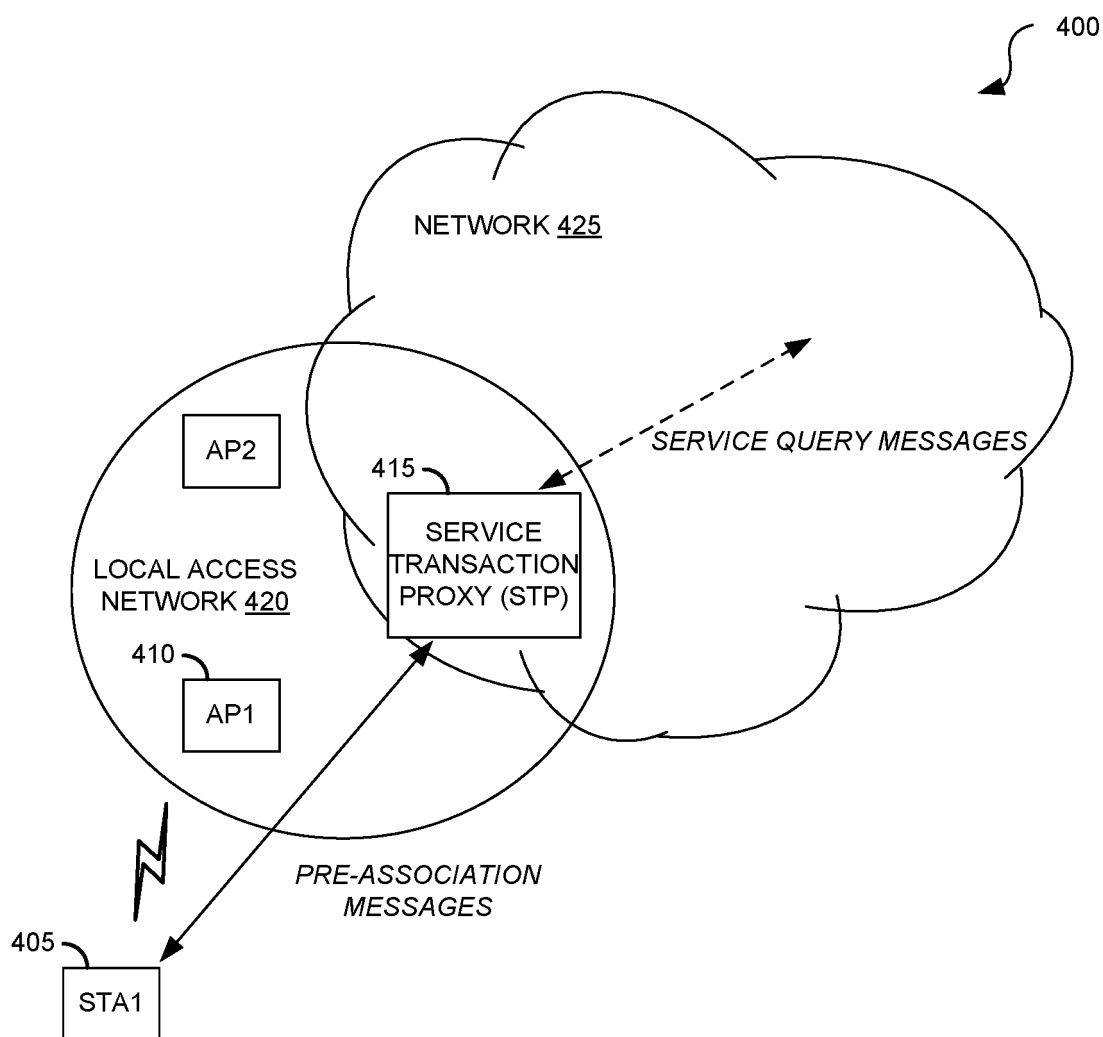 400
NETWORK 425
SERVICE QUERY MESSAGES
AP2
415
SERVICE
TRANSACTION
PROXY (STP)
LOCAL ACCESS
NETWORK 420
410
AP1
PRE-ASSOCIATION
MESSAGES
405
STA1